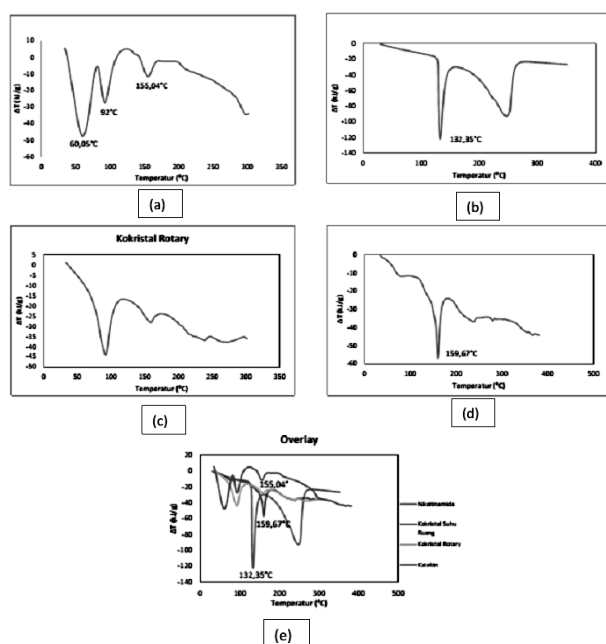 10
0
-10
-20
-30
-40
-50
-60
ΔT (kJ/g)
60,05°C
92°C
155,04°C
0 50 100 150 200 250 300 350
Temperatur (°C)
(a)
0
-20
-40
-60
-80
-100
-120
-140
ΔT (kJ/g)
132,35°C
0 100 200 300 400
Temperatur (°C)
(b)
Kokristal Rotary
5
0
-5
-10
-15
-20
-25
-30
-35
-40
-45
-50
ΔT (kJ/g)
0 50 100 150 200 250 300 350
Temperatur (°C)
(c)
0
-10
-20
-30
-40
-50
-60
ΔT (kJ/g)
159,67°C
0 100 200 300 400 500
Temperatur (°C)
(d)
Overlay
20
0
-20
-40
-60
-80
-100
-120
-140
ΔT (kJ/g)
155,04°
159,67°C
132,35°C
0 100 200 300 400 500
Temperatur (°C)
Nikotinamida
Kokristal Suhu
Ruang
Kokristal Rotary
(e)